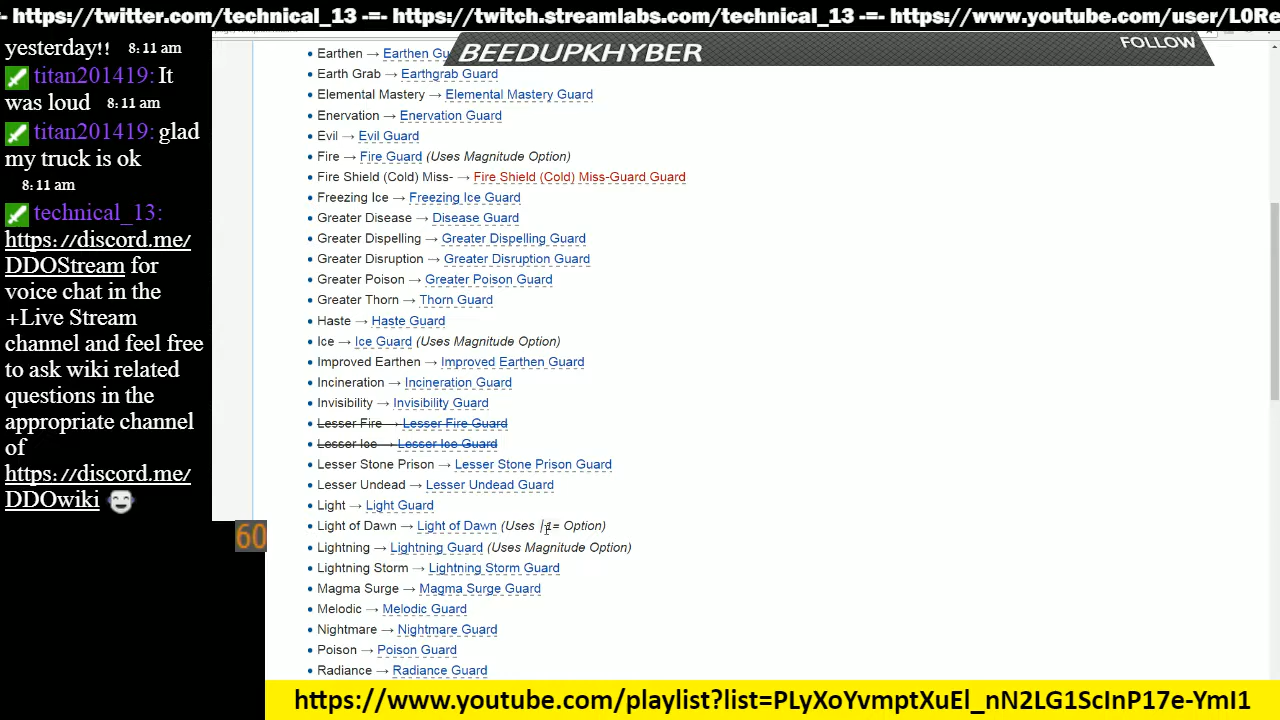 - https://twitter.com/technical_13 -=- https://twitch.streamlabs.com/technical_13 -=- https://www.youtube.com/user/L0Re
yesterday!! 8:11 am
titan201419: It was loud 8:11 am
titan201419: glad my truck is ok
8:11 am
technical_13:
https://discord.me/
DDOStream for
voice chat in the
+Live Stream
channel and feel free
to ask wiki related
questions in the
appropriate channel
of
https://discord.me/
DDOwiki
BEEDUPKHYBER
FOLLOW
Earthen → Earthen Gu
Earth Grab → Earthgrab Guard
Elemental Mastery → Elemental Mastery Guard
Enervation → Enervation Guard
Evil → Evil Guard
Fire → Fire Guard (Uses Magnitude Option)
Fire Shield (Cold) Miss- → Fire Shield (Cold) Miss-Guard Guard
Freezing Ice → Freezing Ice Guard
Greater Disease → Disease Guard
Greater Dispelling → Greater Dispelling Guard
Greater Disruption → Greater Disruption Guard
Greater Poison → Greater Poison Guard
Greater Thorn → Thorn Guard
Haste → Haste Guard
Ice → Ice Guard (Uses Magnitude Option)
Improved Earthen → Improved Earthen Guard
Incineration → Incineration Guard
Invisibility → Invisibility Guard
Lesser Fire → Lesser Fire Guard
Lesser Ice → Lesser Ice Guard
Lesser Stone Prison → Lesser Stone Prison Guard
Lesser Undead → Lesser Undead Guard
Light → Light Guard
Light of Dawn → Light of Dawn (Uses |1= Option)
Lightning → Lightning Guard (Uses Magnitude Option)
Lightning Storm → Lightning Storm Guard
Magma Surge → Magma Surge Guard
Melodic → Melodic Guard
Nightmare → Nightmare Guard
Poison → Poison Guard
Radiance → Radiance Guard
60
https://www.youtube.com/playlist?list=PLyXoYvmptXuEl_nN2LG1ScInP17e-YmI1